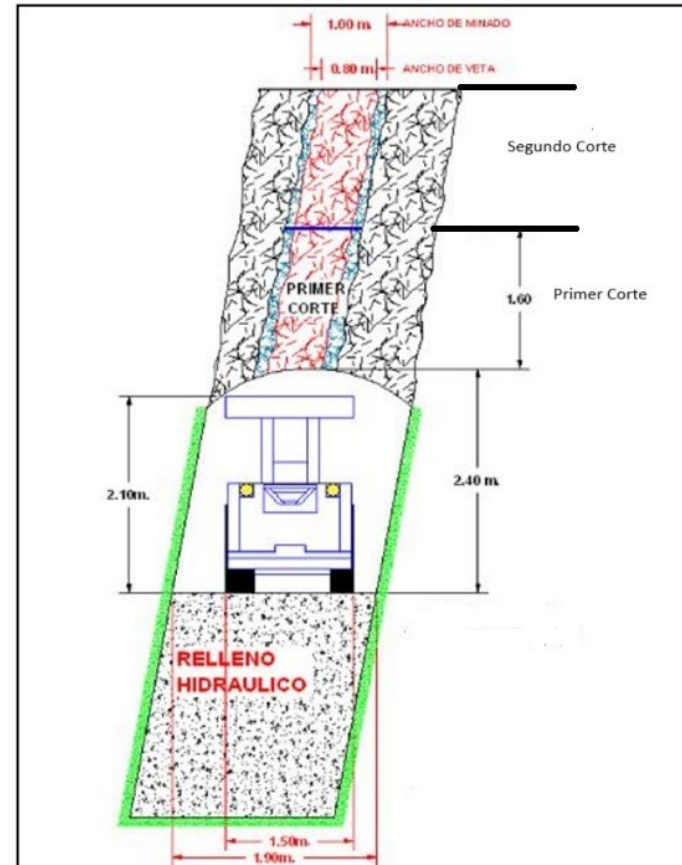 1.00 m.
ANCHO DE MINADO
0.80 m.
ANCHO DE VETA
Segundo Corte
PRIMER
CORTE
1.60
Primer Corte
2.10m.
2.40 m.
RELLENO
HIDRAULICO
1.50m.
1.90m.